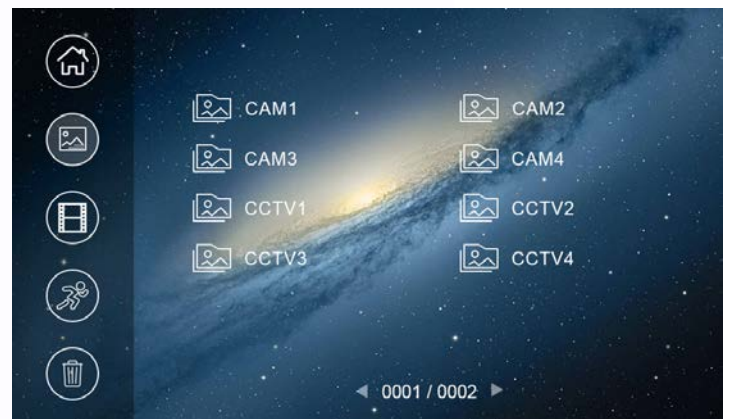 CAM1 CAM2
CAM3 CAM4
CCTV1 CCTV2
CCTV3 CCTV4
0001 / 0002